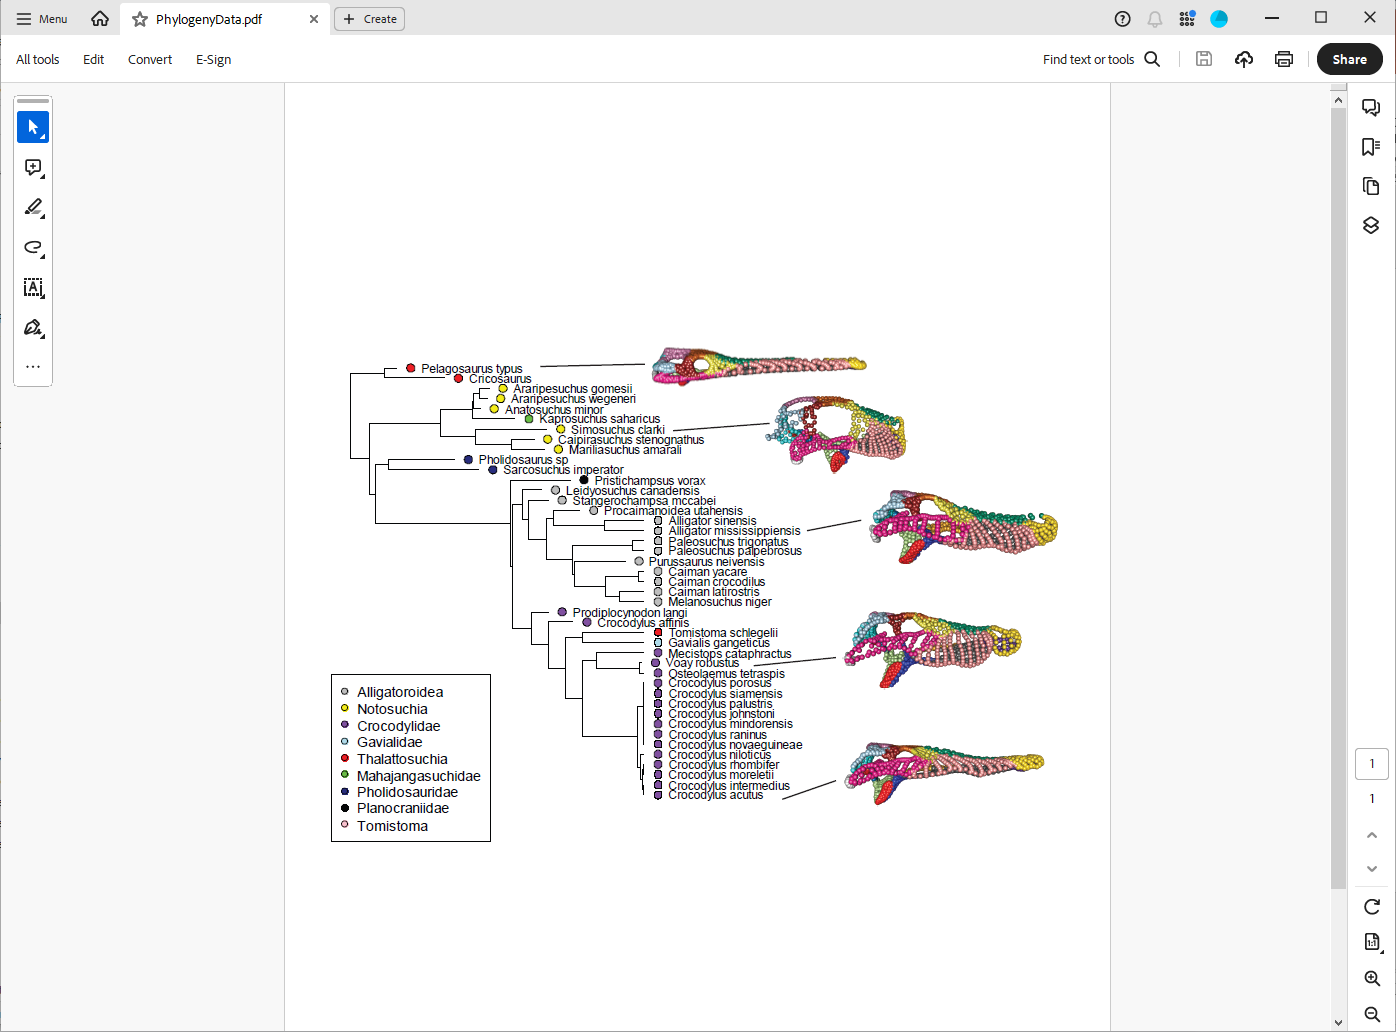 Menu
PhylogenyData.pdf
Create
All tools
Edit
Convert
E-Sign
Find text or tools
Share
Pelagosaurus typus
Cricosaurus
Araripesuchus gomesii
Araripesuchus wegeneri
Anatosuchus minor
Kaprosuchus saharicus
Simosuchus clarki
Caipirasuchus stenognathus
Mariliasuchus amarali
Pholidosaurus sp
Sarcosuchus imperator
Pristichampsus vorax
Leidyosuchus canadensis
Stangerochampsa mccabei
Procaimanoidea utahensis
Alligator sinensis
Alligator mississippiensis
Paleosuchus trigonatus
Paleosuchus palpebrosus
Purussaurus neivensis
Caiman yacare
Caiman crocodilus
Caiman latirostris
Melanosuchus niger
Prodiplocynodon langi
Crocodylus affinis
Tomistoma schlegelii
Gavialis gangeticus
Mecistops cataphractus
Voay robustus
Osteolaemus tetraspis
Crocodylus porosus
Crocodylus siamensis
Crocodylus palustris
Crocodylus johnstoni
Crocodylus mindorensis
Crocodylus raninus
Crocodylus novaeguineae
Crocodylus niloticus
Crocodylus rhombifer
Crocodylus moreletii
Crocodylus intermedius
Crocodylus acutus
Alligatoroidea
Notosuchia
Crocodylidae
Gavialidae
Thalattosuchia
Mahajangasuchidae
Pholidosauridae
Planocraniidae
Tomistoma
1
1
1:1